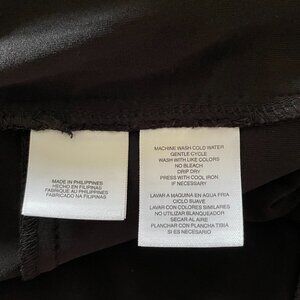 MADE IN PHILIPPINES
HECHO EN FILIPINAS
FABRIQUE AU PHILIPPINES
FABRICADO NA FILIPINAS
MACHINE WASH COLD WATER
GENTLE CYCLE
WASH WITH LIKE COLORS
NO BLEACH
DRIP DRY
PRESS WITH COOL IRON
IF NECESSARY
LAVAR A MAQUINA EN AGUA FRIA
CICLO SUAVE
LAVAR CON COLORES SIMILARES
NO UTILIZAR BLANQUEADOR
SECAR AL AIRE
PLANCHAR CON PLANCHA TIBIA
SI ES NECESARIO